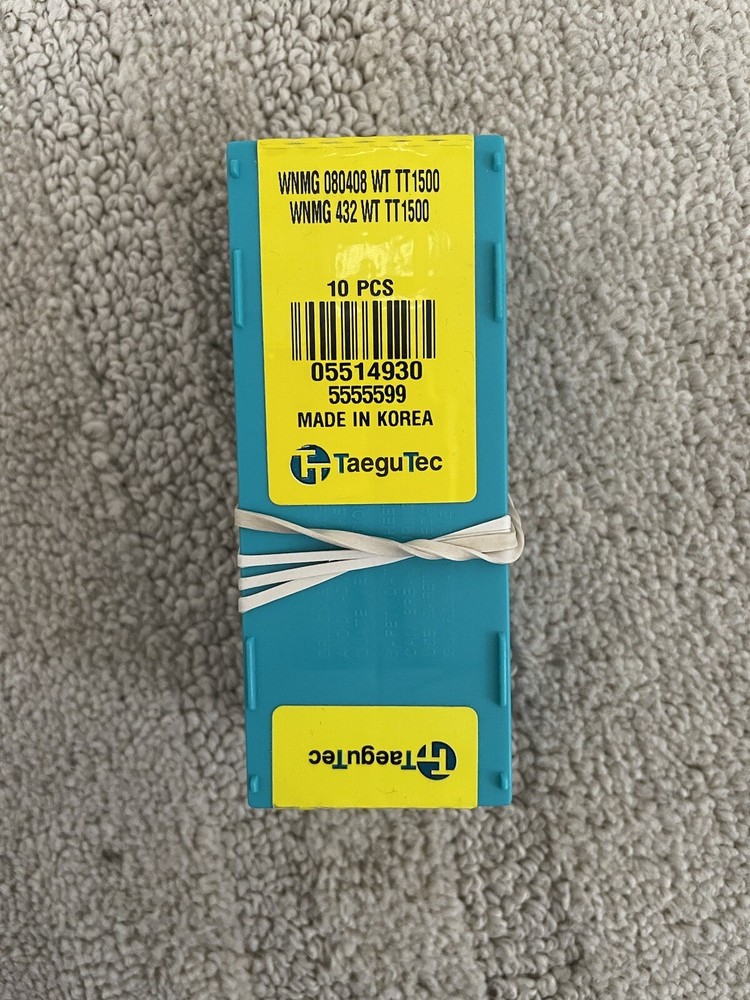 WNMG 080408 WT TT1500
WNMG 432 WT TT1500
10 PCS
05514930
5555599
MADE IN KOREA
TaeguTec
TaeguTec